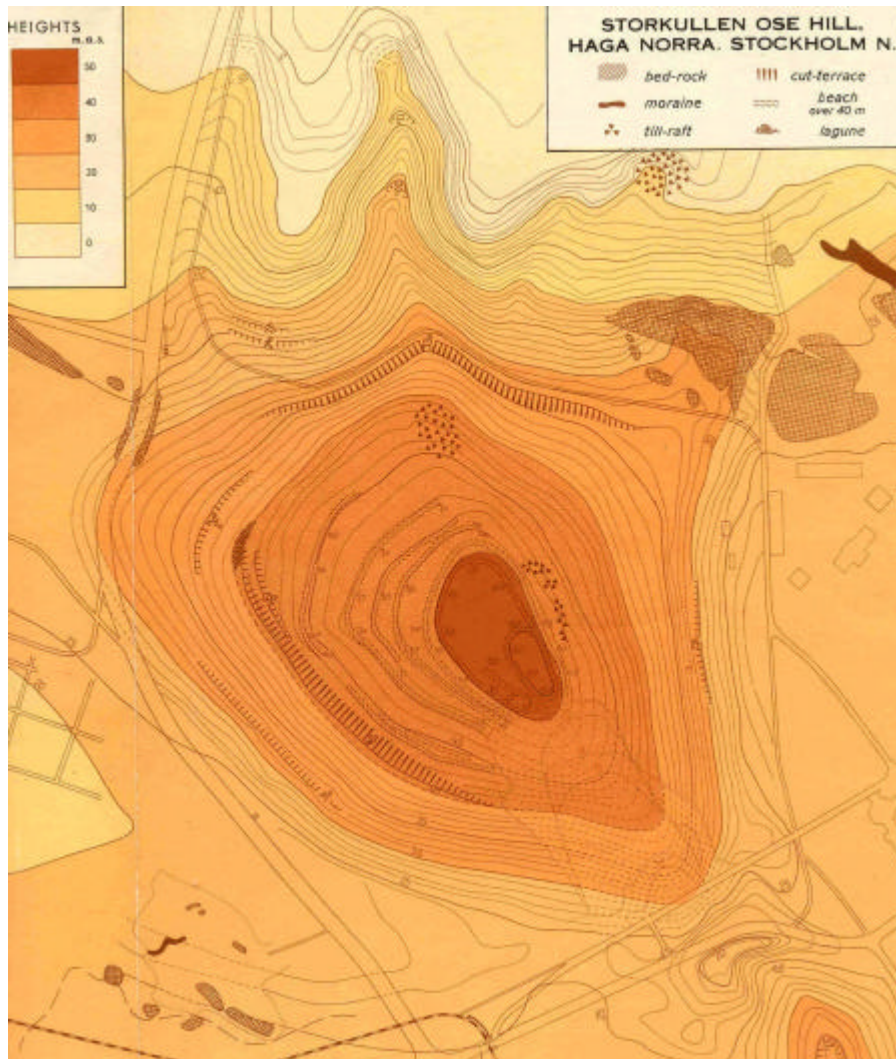 HEIGHTS
m. a. s.
50
40
30
20
10
0
STORKULLEN OSE HILL,
HAGA NORRA. STOCKHOLM N.
bed-rock
cut-terrace
moraine
beach
over 40 m
till-raft
lagune